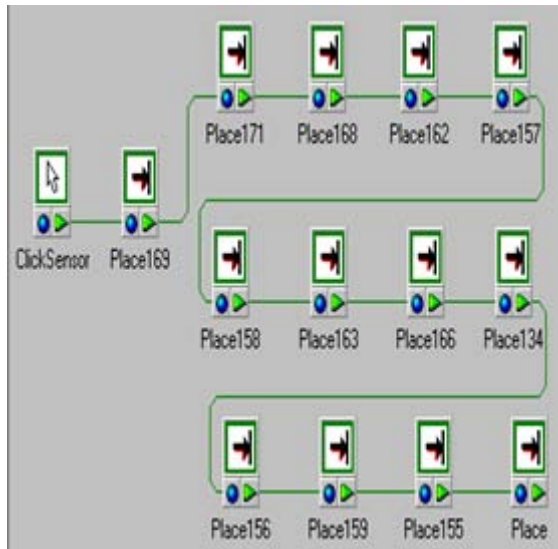 Place171 Place168 Place162 Place157
ClickSensor Place169
Place158 Place163 Place166 Place134
Place156 Place159 Place155 Place